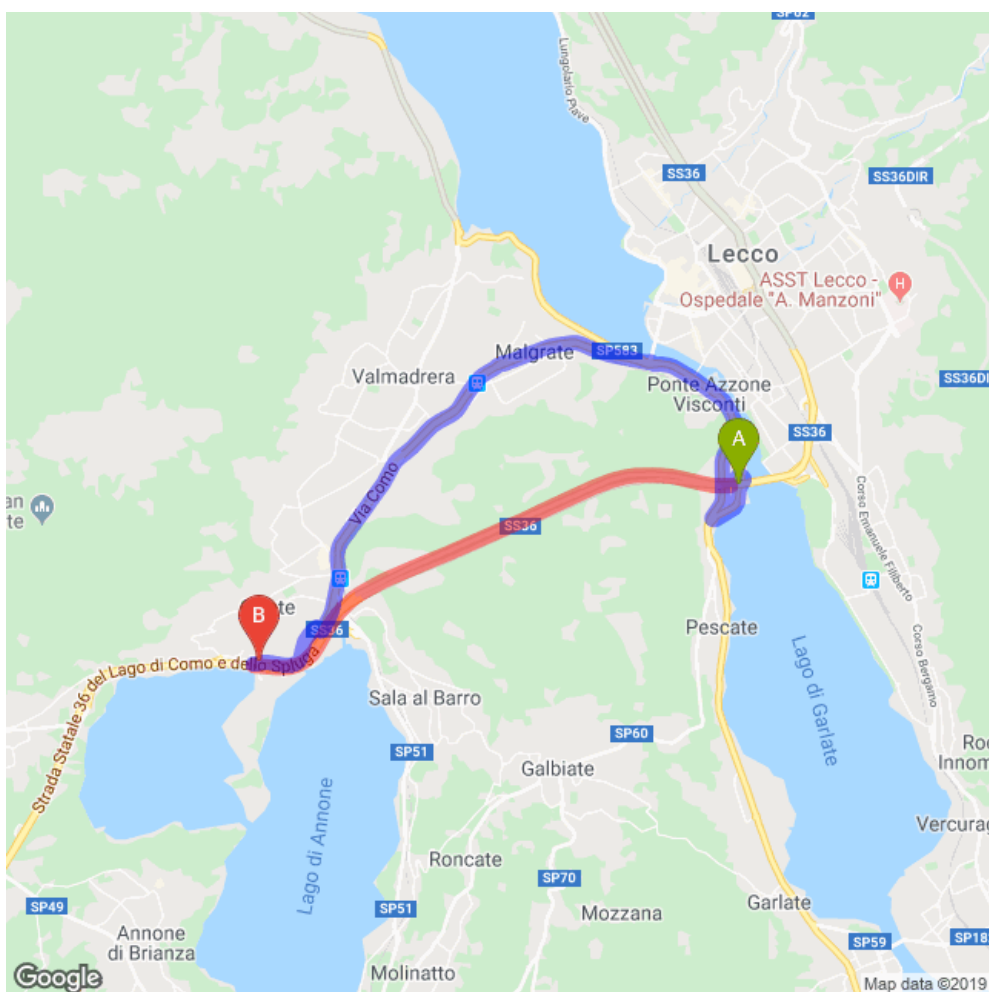 SP62
Lungolario Piave
SS36
SS36DIR
Lecco
ASST Lecco -
Ospedale "A. Manzoni"
H
Malgrate
SP583
Valmadrera
Ponte Azzone
Visconti
SS36DI
A
SS36
Via Como
SS36
Corso Emanuele Filiberto
B
SS36
Pescate
Strada Statale 36 del Lago di Como e dello Spluga
Corso Bergamo
Lago di Garlate
Sala al Barro
SP60
SP51
Galbiate
Lago di Annone
Roncate
SP70
SP49
SP51
Mozzana
Garlate
Annone
di Brianza
SP59
Molinatto
Google
Map data ©2019